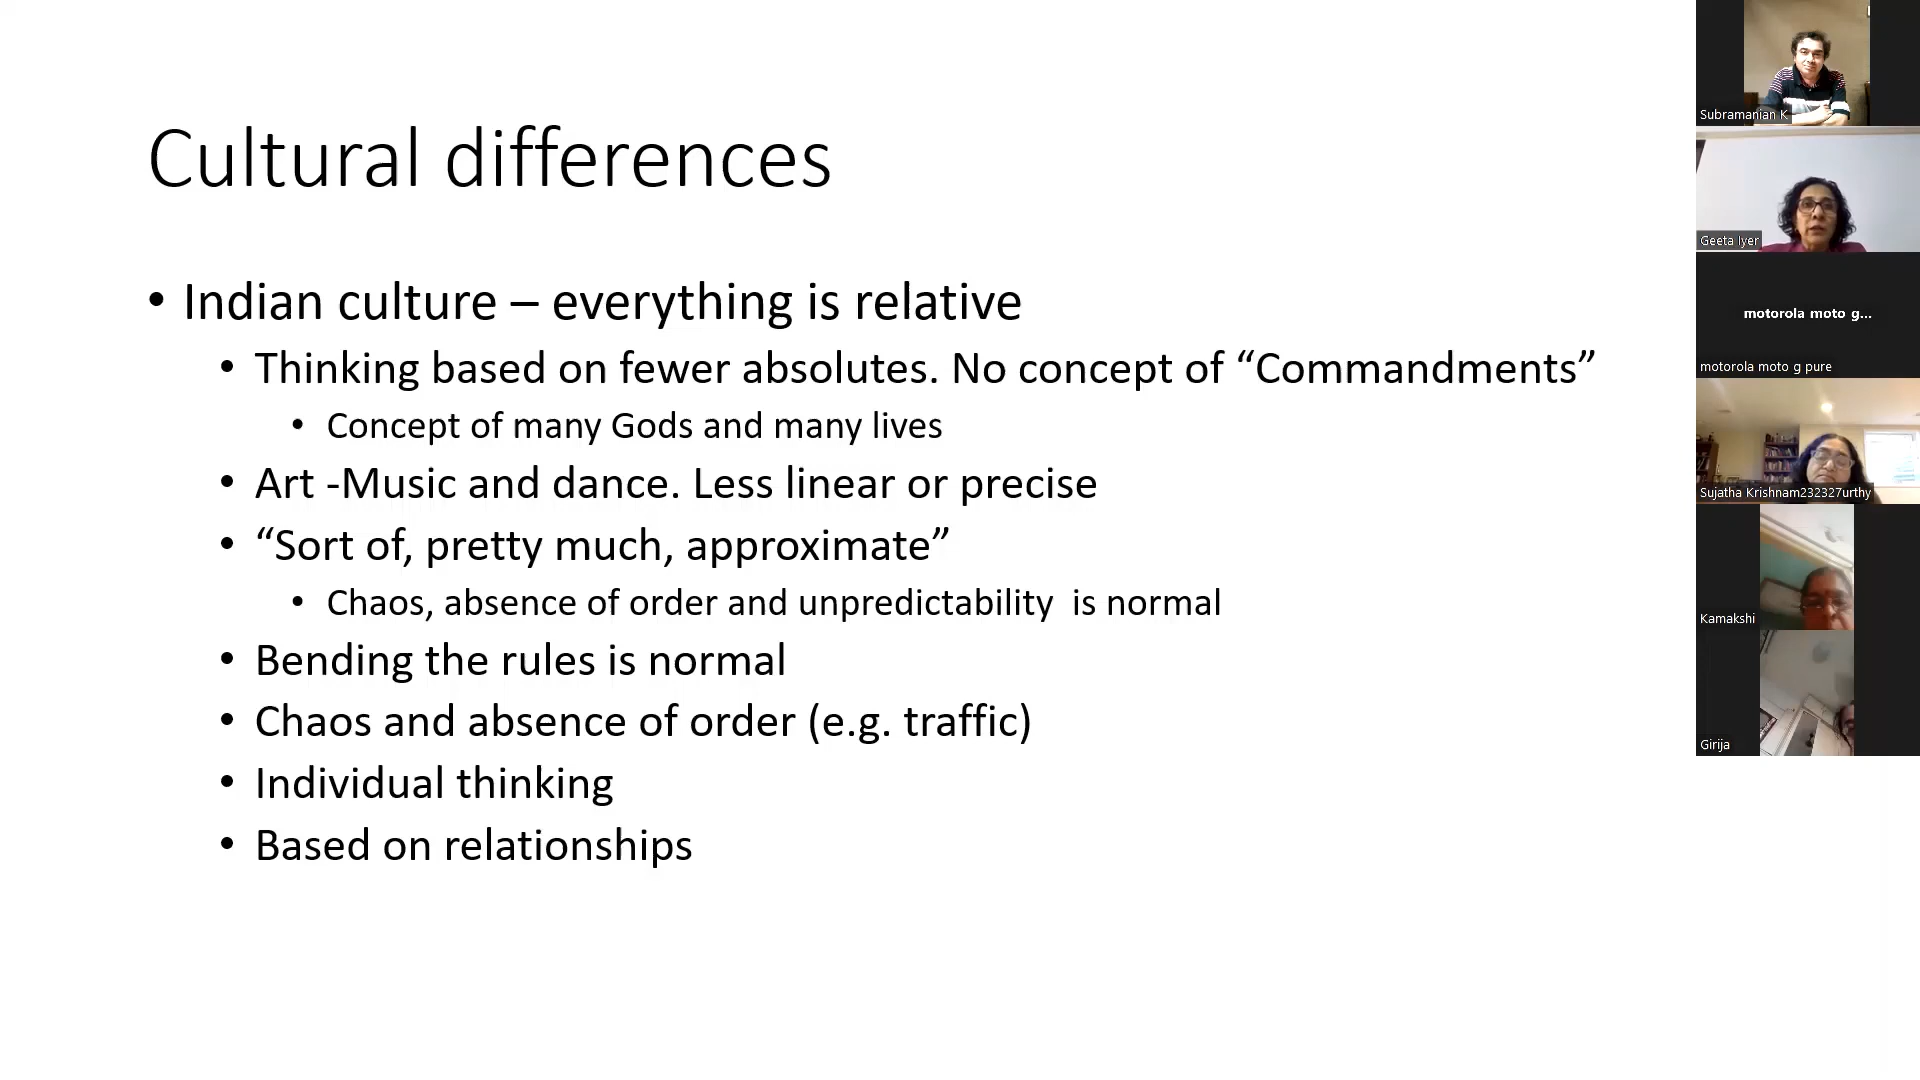 Cultural differences
• Indian culture – everything is relative
• Thinking based on fewer absolutes. No concept of “Commandments”
• Concept of many Gods and many lives
• Art -Music and dance. Less linear or precise
• “Sort of, pretty much, approximate”
• Chaos, absence of order and unpredictability is normal
• Bending the rules is normal
• Chaos and absence of order (e.g. traffic)
• Individual thinking
• Based on relationships
Subramanian K
Geeta Iyer
motorola moto g...
motorola moto g pure
Sujatha Krishnam232327urthy
Kamakshi
Girija